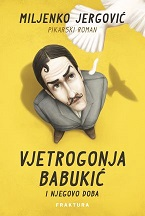 MILJENKO JERGOVIĆ
PIKARSKI ROMAN
VJETROGONJA
BABUKIĆ
I NJEGOVO DOBA
FRAKTURA